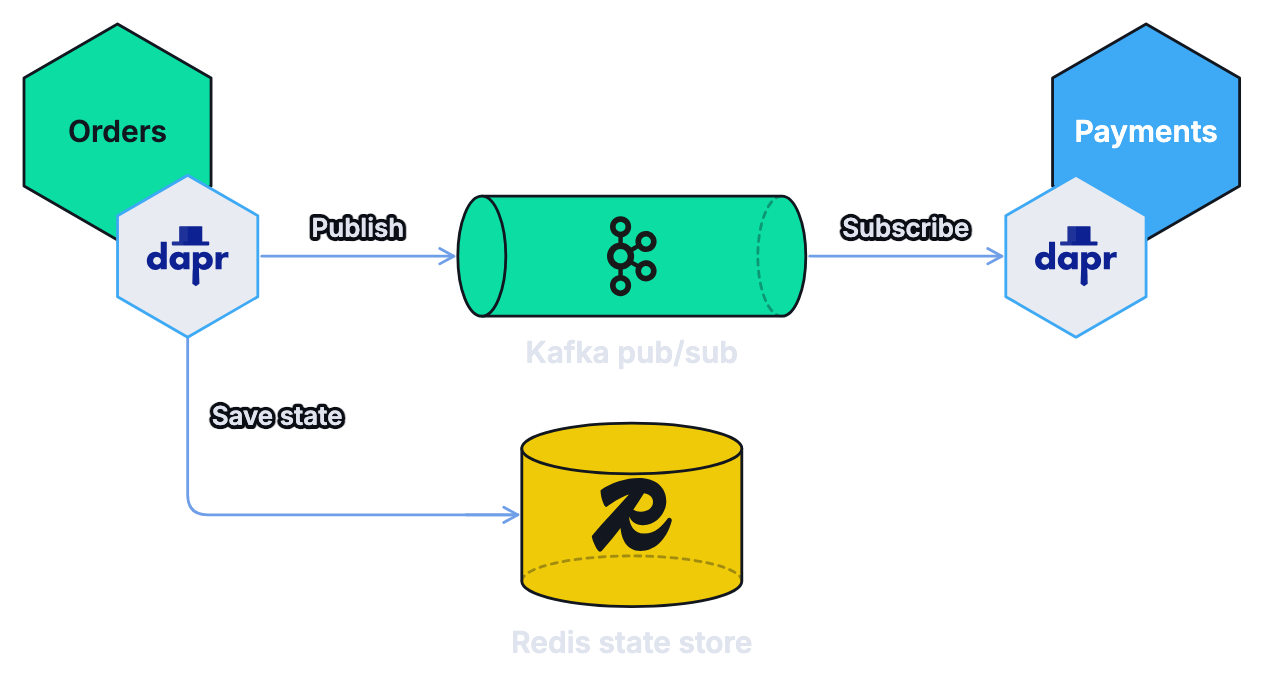 Orders
Payments
dapr
Publish
Subscribe
dapr
Kafka pub/sub
Save state
Redis state store